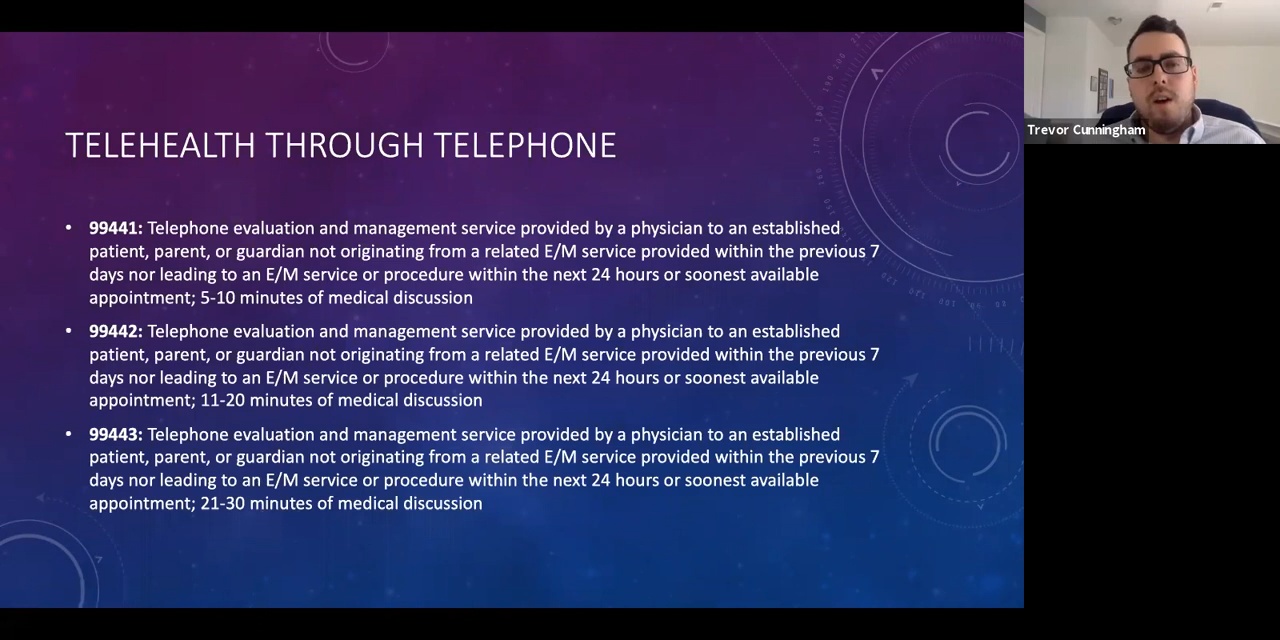 TELEHEALTH THROUGH TELEPHONE
• 99441: Telephone evaluation and management service provided by a physician to an established
patient, parent, or guardian not originating from a related E/M service provided within the previous 7
days nor leading to an E/M service or procedure within the next 24 hours or soonest available
appointment; 5-10 minutes of medical discussion
• 99442: Telephone evaluation and management service provided by a physician to an established
patient, parent, or guardian not originating from a related E/M service provided within the previous 7
days nor leading to an E/M service or procedure within the next 24 hours or soonest available
appointment; 11-20 minutes of medical discussion
• 99443: Telephone evaluation and management service provided by a physician to an established
patient, parent, or guardian not originating from a related E/M service provided within the previous 7
days nor leading to an E/M service or procedure within the next 24 hours or soonest available
appointment; 21-30 minutes of medical discussion
Trevor Cunningham